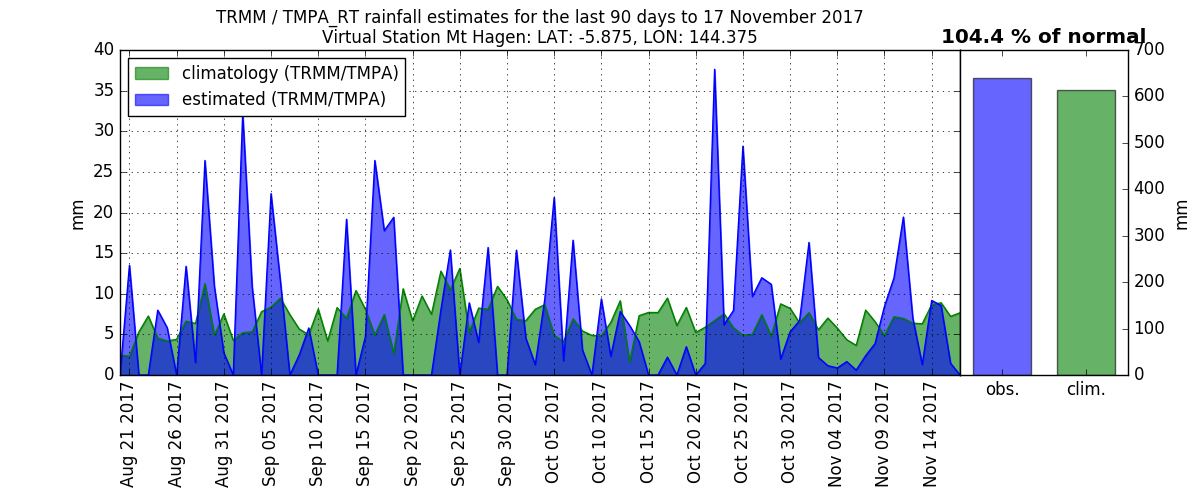 TRMM / TMPA_RT rainfall estimates for the last 90 days to 17 November 2017
Virtual Station Mt Hagen: LAT: -5.875, LON: 144.375
104.4 % of normal
climatology (TRMM/TMPA)
estimated (TRMM/TMPA)
40
35
30
25
20
15
10
5
0
mm
700
600
500
400
300
200
100
0
mm
Aug 21 2017
Aug 26 2017
Aug 31 2017
Sep 05 2017
Sep 10 2017
Sep 15 2017
Sep 20 2017
Sep 25 2017
Sep 30 2017
Oct 05 2017
Oct 10 2017
Oct 15 2017
Oct 20 2017
Oct 25 2017
Oct 30 2017
Nov 04 2017
Nov 09 2017
Nov 14 2017
obs.
clim.